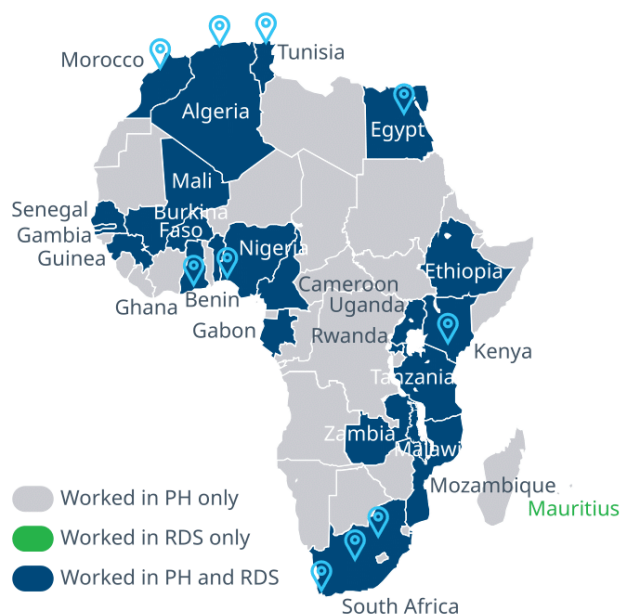 Morocco
Tunisia
Algeria
Egypt
Mali
Senegal
Burkina
Faso
Gambia
Guinea
Nigeria
Ethiopia
Cameroon
Ghana
Benin
Uganda
Gabon
Rwanda
Kenya
Tanzania
Zambia
Malawi
Mozambique
Mauritius
Worked in PH only
Worked in RDS only
Worked in PH and RDS
South Africa